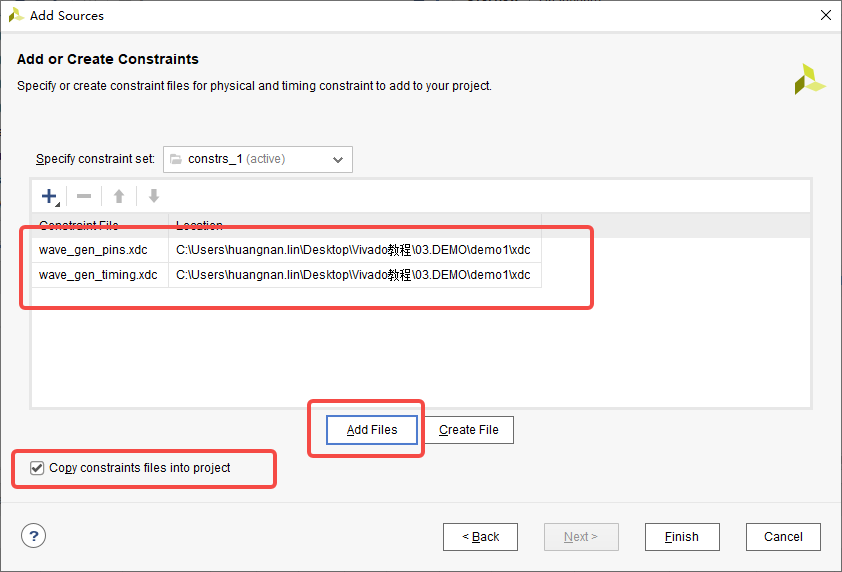 Add Sources
Add or Create Constraints
Specify or create constraint files for physical and timing constraint to add to your project.
Specify constraint set: constrs_1 (active)
Constraint File Location
wave_gen_pins.xdc C:\Users\huangnan.lin\Desktop\Vivado教程\03.DEMO\demo1\xdc
wave_gen_timing.xdc C:\Users\huangnan.lin\Desktop\Vivado教程\03.DEMO\demo1\xdc
Add Files Create File
Copy constraints files into project
? < Back Next > Finish Cancel